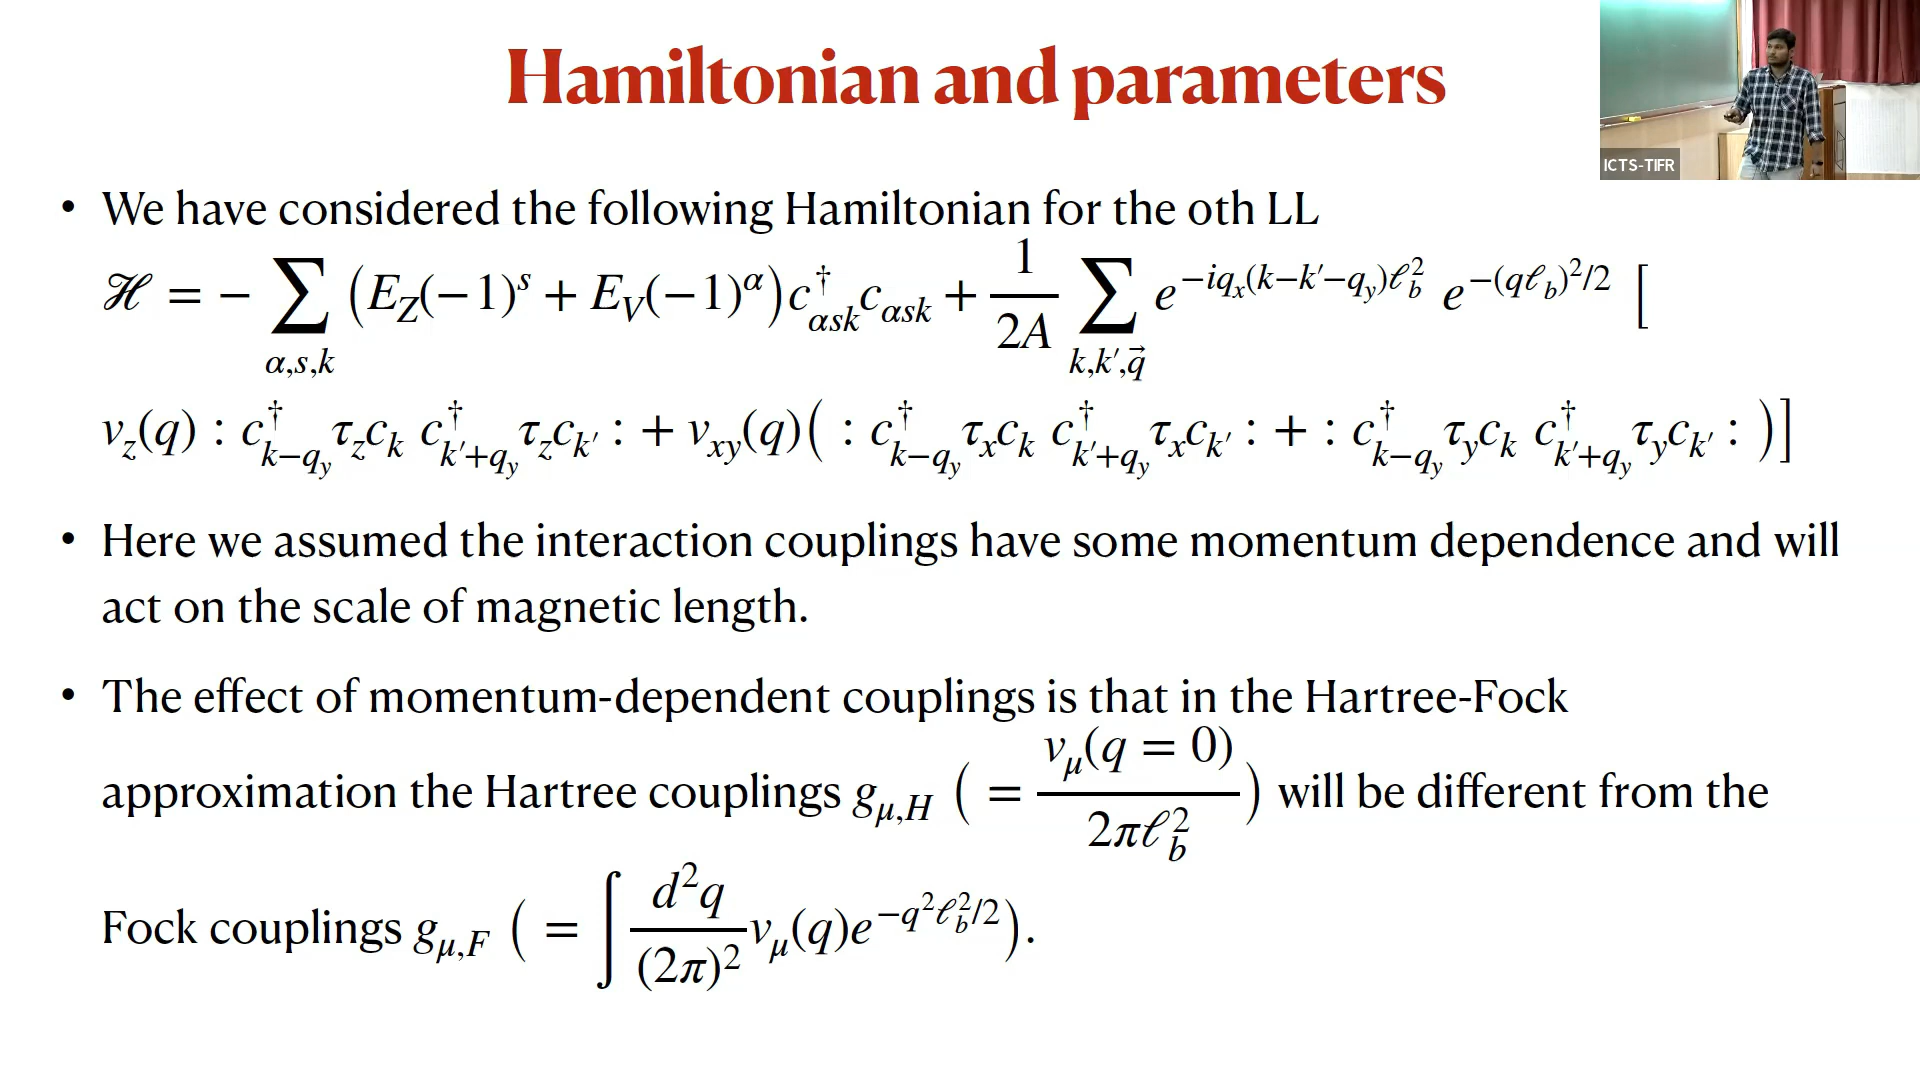 Hamiltonian and parameters
ICTS-TIFR
• We have considered the following Hamiltonian for the 0th LL
ℋ = − ∑_{α,s,k} (E_Z(−1)^s + E_V(−1)^α) c†_{αsk} c_{αsk} + \frac{1}{2A} ∑_{k,k′,\vec{q}} e^{−iq_x(k−k′−q_y)ℓ_b^2} e^{−(qℓ_b)^2/2} [
v_z(q) : c†_{k−q_y} τ_z c_k c†_{k′+q_y} τ_z c_{k′} : + v_{xy}(q)( : c†_{k−q_y} τ_x c_k c†_{k′+q_y} τ_x c_{k′} : + : c†_{k−q_y} τ_y c_k c†_{k′+q_y} τ_y c_{k′} : )]
• Here we assumed the interaction couplings have some momentum dependence and will
act on the scale of magnetic length.
• The effect of momentum-dependent couplings is that in the Hartree-Fock
approximation the Hartree couplings g_{μ,H} ( = \frac{v_μ(q = 0)}{2πℓ_b^2} ) will be different from the
Fock couplings g_{μ,F} ( = ∫ \frac{d^2q}{(2π)^2} v_μ(q)e^{−q^2ℓ_b^2/2} ).